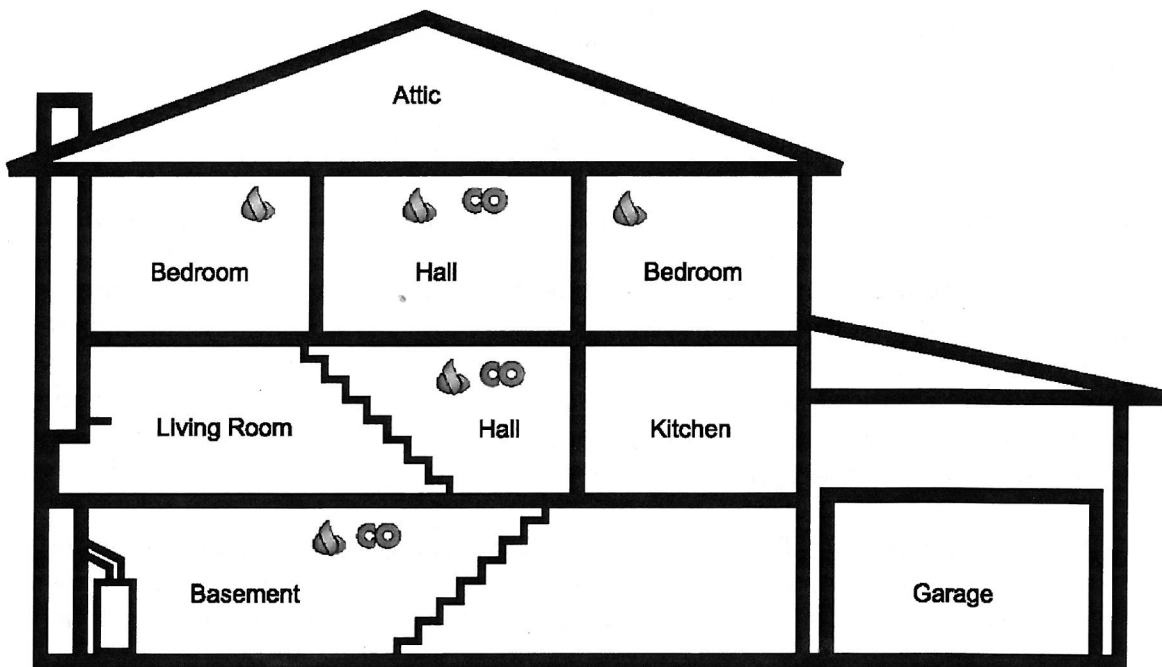 Attic
CO
Bedroom
Hall
Bedroom
CO
Living Room
Hall
Kitchen
CO
Basement
Garage